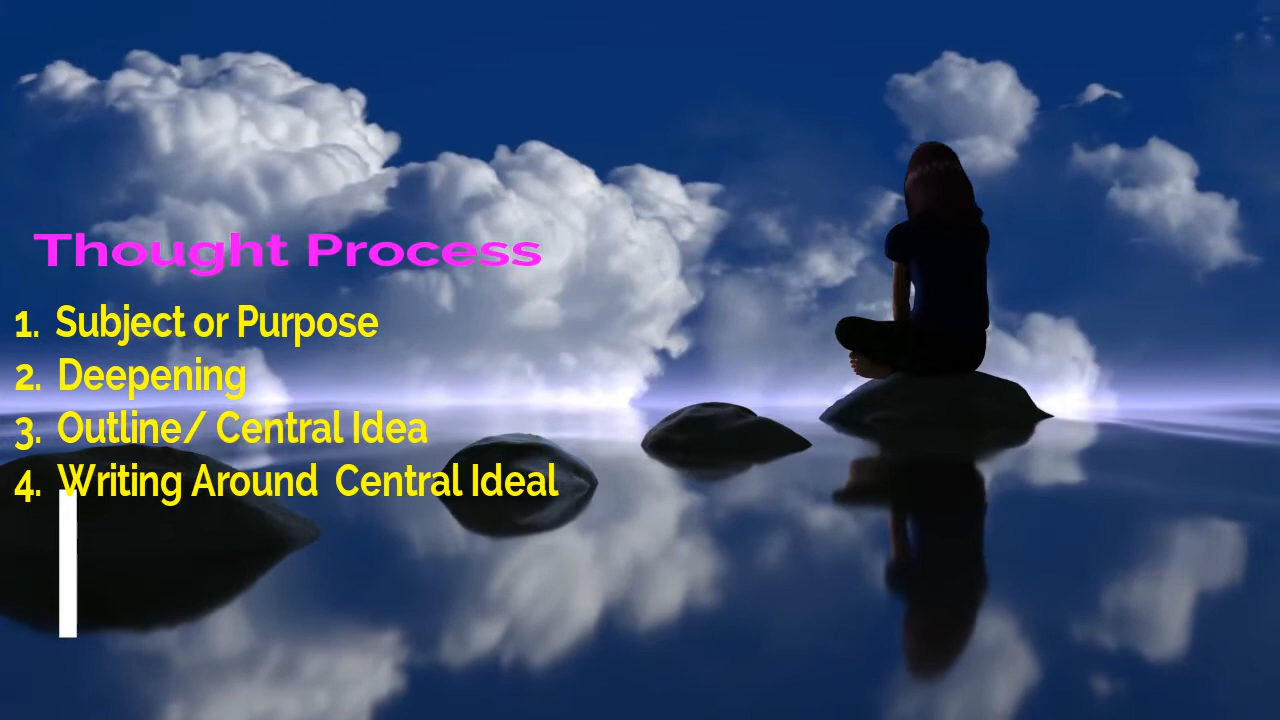 Thought Process
1. Subject or Purpose
2. Deepening
3. Outline/ Central Idea
4. Writing Around Central Ideal